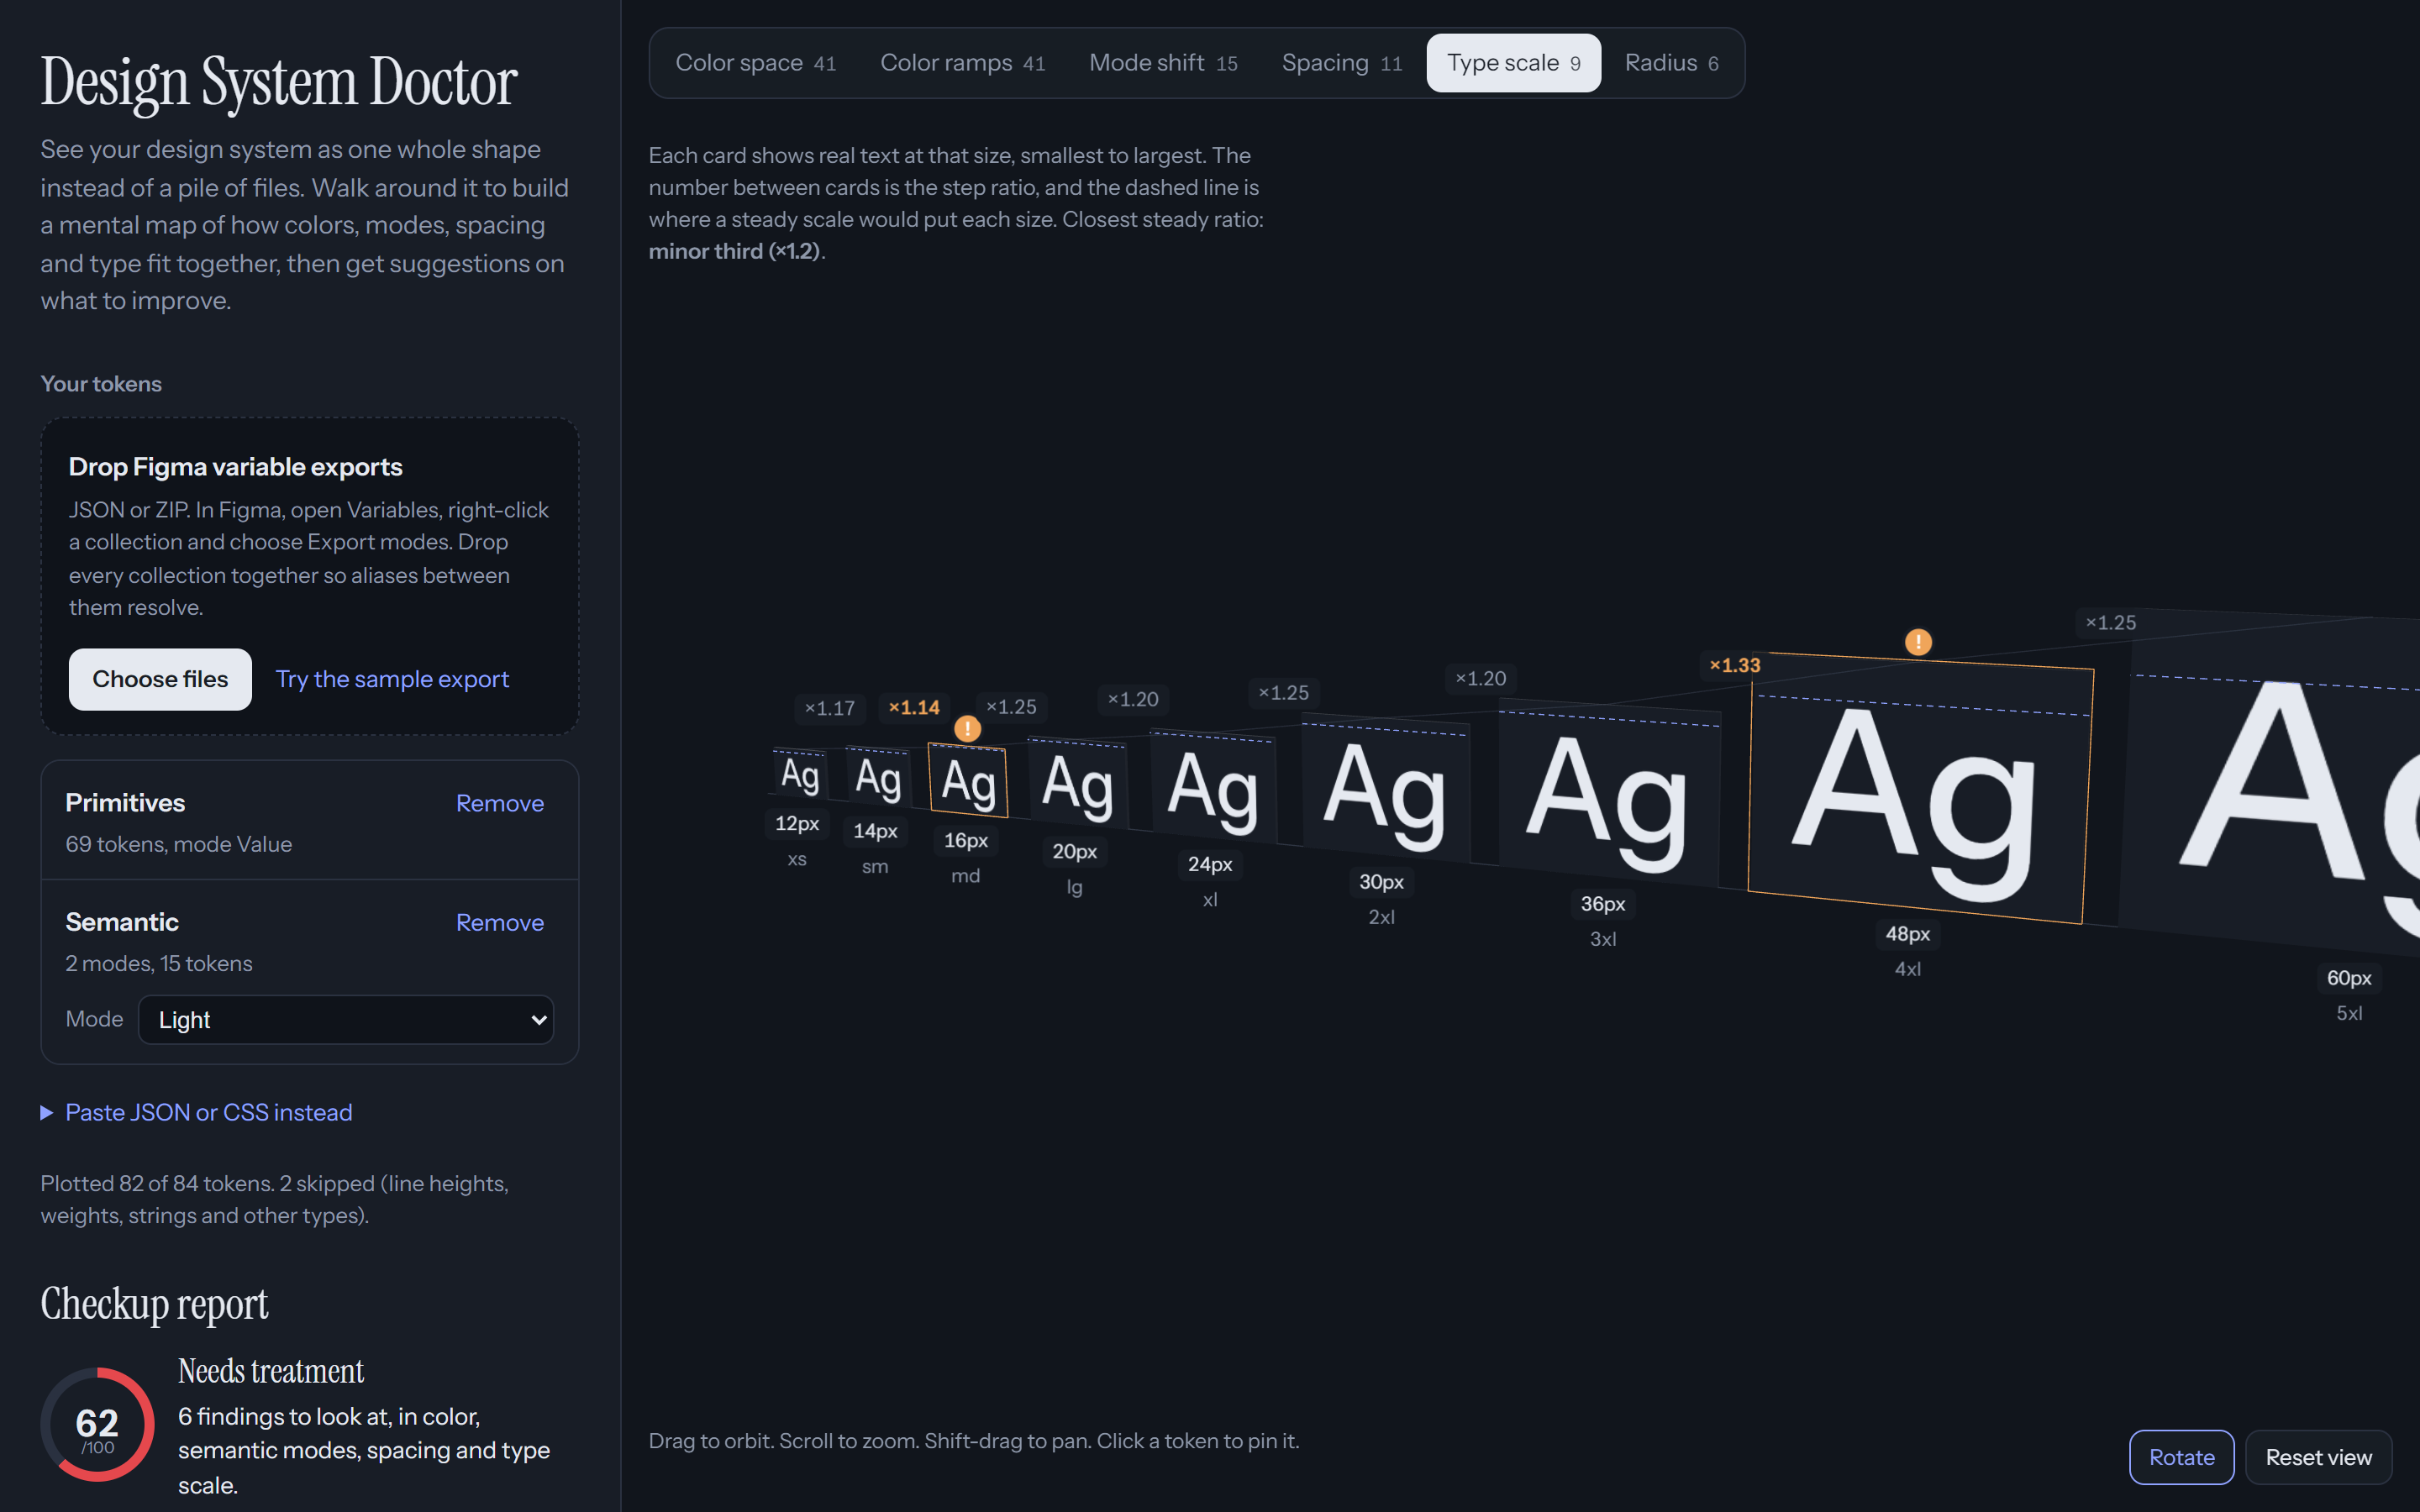 Design System Doctor
See your design system as one whole shape
instead of a pile of files. Walk around it to build
a mental map of how colors, modes, spacing
and type fit together, then get suggestions on
what to improve.
Your tokens
Drop Figma variable exports
JSON or ZIP. In Figma, open Variables, right-click
a collection and choose Export modes. Drop
every collection together so aliases between
them resolve.
Choose files
Try the sample export
Primitives
Remove
69 tokens, mode Value
Semantic
Remove
2 modes, 15 tokens
Mode
Light
Paste JSON or CSS instead
Plotted 82 of 84 tokens. 2 skipped (line heights,
weights, strings and other types).
Checkup report
62
/100
Needs treatment
6 findings to look at, in color,
semantic modes, spacing and type
scale.
Color space 41
Color ramps 41
Mode shift 15
Spacing 11
Type scale 9
Radius 6
Each card shows real text at that size, smallest to largest. The
number between cards is the step ratio, and the dashed line is
where a steady scale would put each size. Closest steady ratio:
minor third (×1.2).
×1.17
×1.14
!
×1.25
×1.20
×1.25
×1.20
×1.33
!
×1.25
Ag
Ag
Ag
Ag
Ag
Ag
Ag
Ag
Ag
12px
xs
14px
sm
16px
md
20px
lg
24px
xl
30px
2xl
36px
3xl
48px
4xl
60px
5xl
Drag to orbit. Scroll to zoom. Shift-drag to pan. Click a token to pin it.
Rotate
Reset view